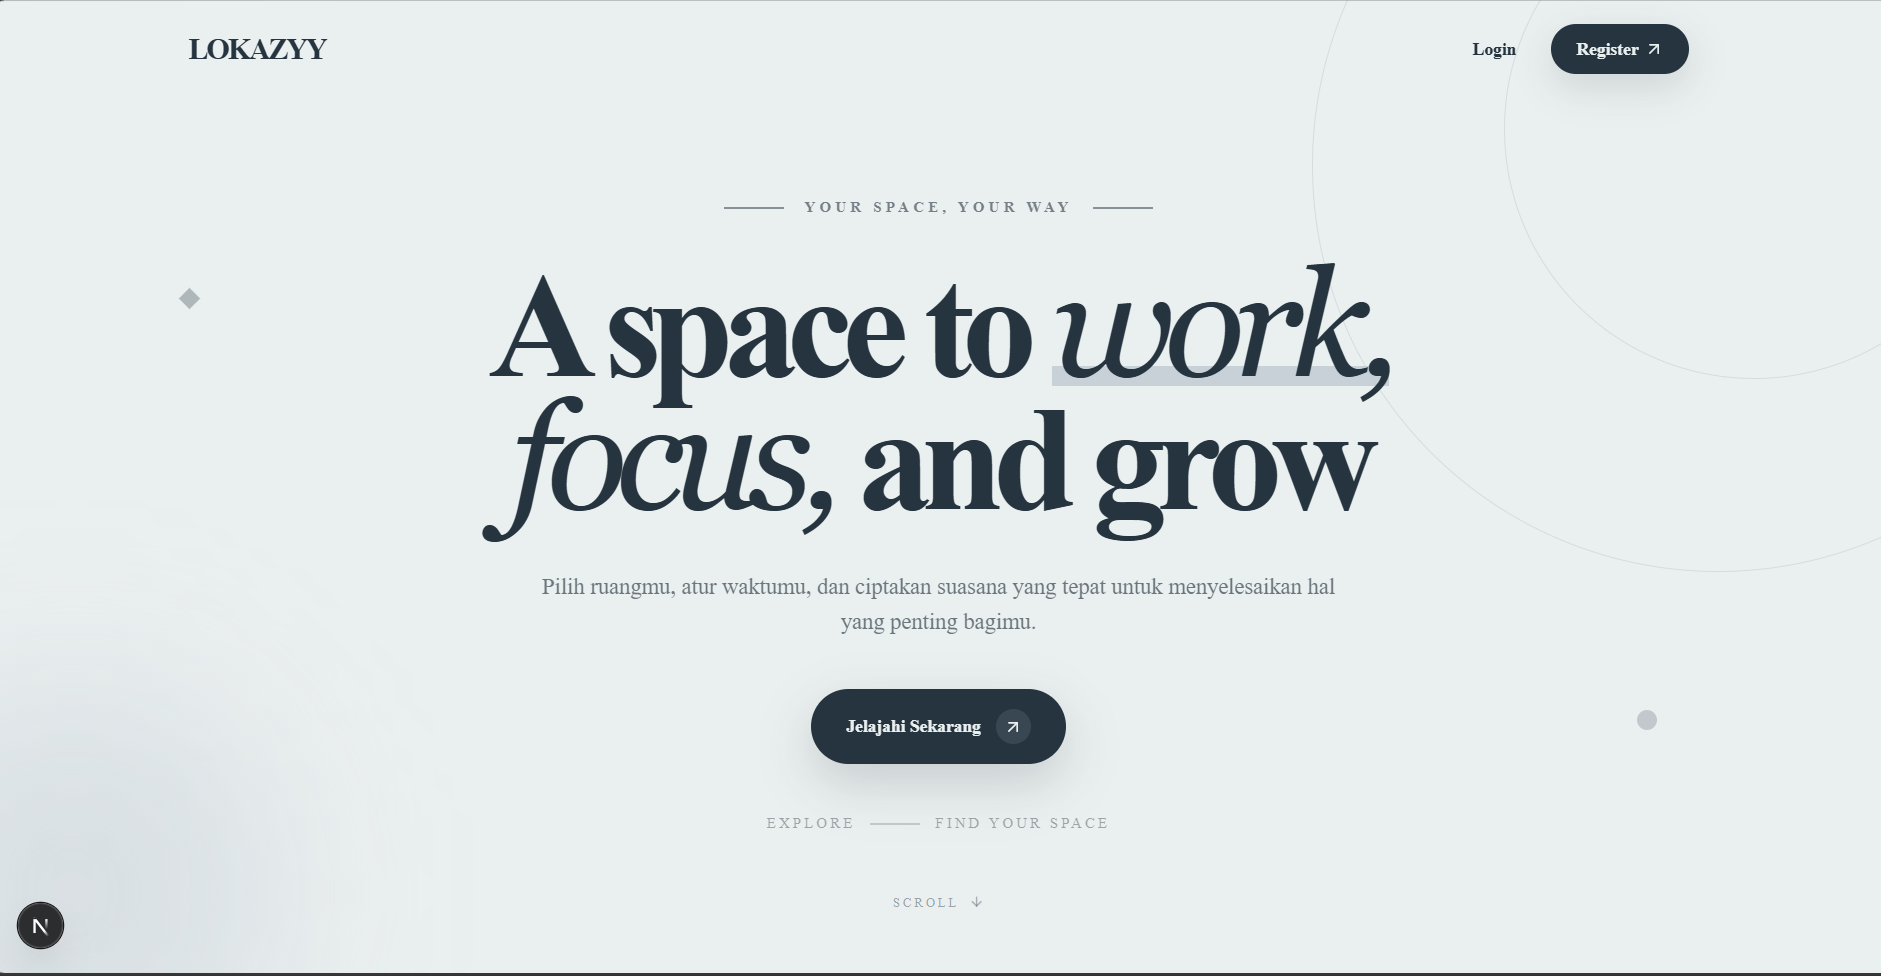 LOKAZYY
Login
Register
YOUR SPACE, YOUR WAY
A space to work,
focus, and grow
Pilih ruangmu, atur waktumu, dan ciptakan suasana yang tepat untuk menyelesaikan hal
yang penting bagimu.
Jelajahi Sekarang
EXPLORE
FIND YOUR SPACE
SCROLL
N